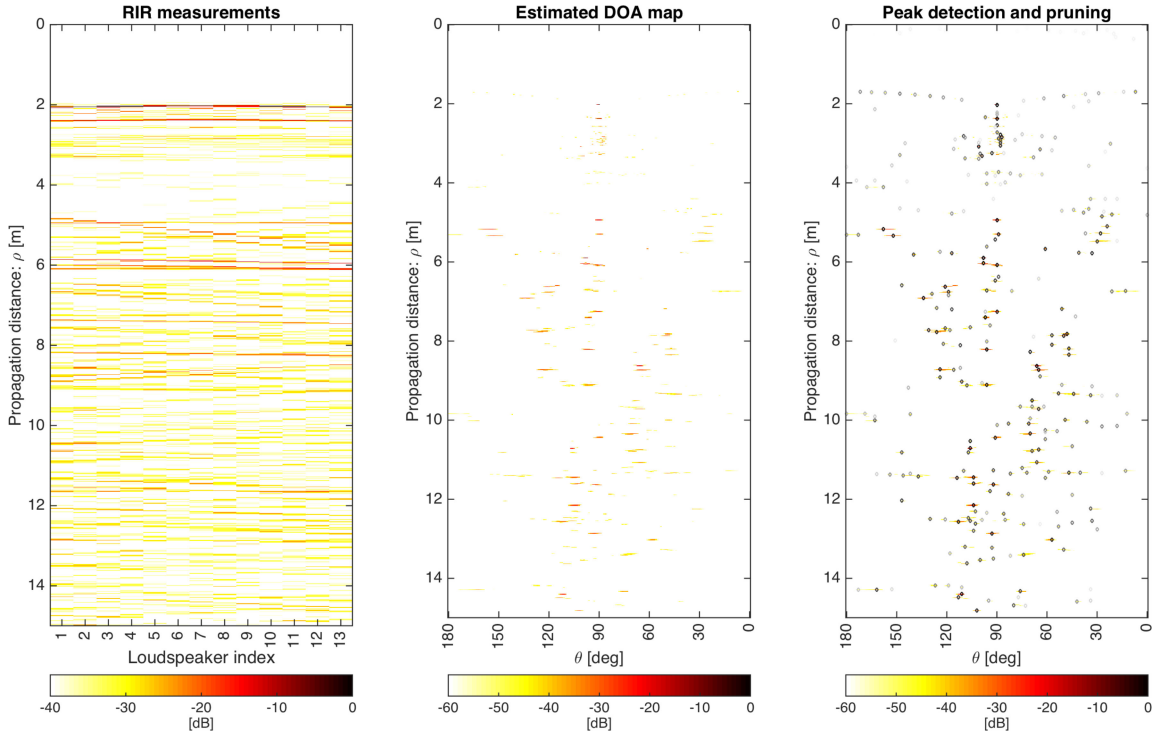 RIR measurements
0
2
4
6
8
10
12
14
Propagation distance: ρ [m]
1 2 3 4 5 6 7 8 9 10 11 12 13
Loudspeaker index
-40 -30 -20 -10 0
[dB]
Estimated DOA map
0
2
4
6
8
10
12
14
Propagation distance: ρ [m]
180 150 120 90 60 30 0
θ [deg]
-60 -50 -40 -30 -20 -10 0
[dB]
Peak detection and pruning
0
2
4
6
8
10
12
14
Propagation distance: ρ [m]
180 150 120 90 60 30 0
θ [deg]
-60 -50 -40 -30 -20 -10 0
[dB]